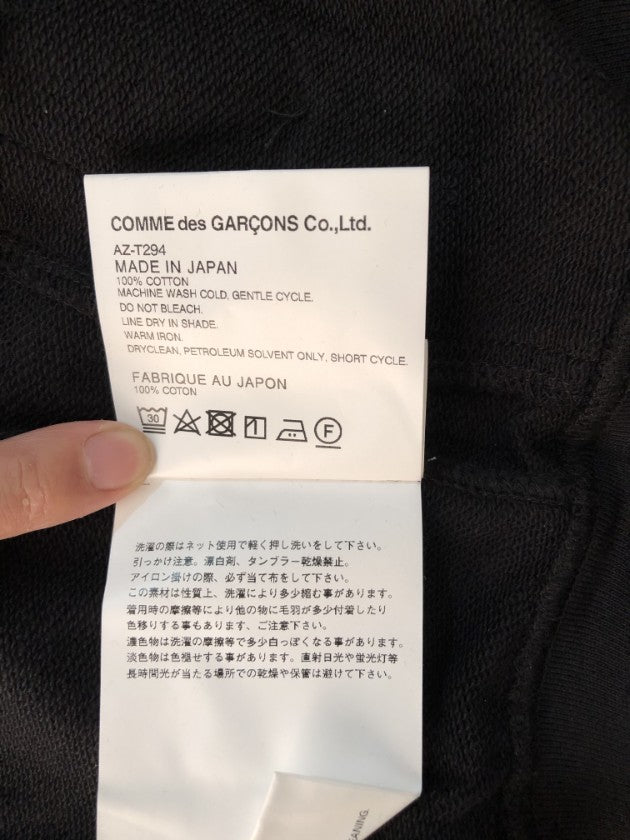 COMME des GARÇONS Co.,Ltd.
AZ-T294
MADE IN JAPAN
100% COTTON
MACHINE WASH COLD, GENTLE CYCLE.
DO NOT BLEACH.
LINE DRY IN SHADE.
WARM IRON.
DRYCLEAN, PETROLEUM SOLVENT ONLY, SHORT CYCLE.
FABRIQUE AU JAPON
100% COTON
30
F
洗濯の際はネット使用で軽く押し洗いをして下さい。
引っかけ注意。漂白剤、タンブラー乾燥禁止。
アイロン掛けの際、必ず当て布をして下さい。
この素材は性質上、洗濯により多少縮む事があります。
着用時の摩擦等により他の物に毛羽が多少付着したり
色移りする事もあります、ご注意下さい。
濃色物は洗濯の摩擦等で多少白っぽくなる事があります。
淡色物は色褪せする事があります。直射日光や蛍光灯等
長時間光が当たる場所での乾燥や保管は避けて下さい。